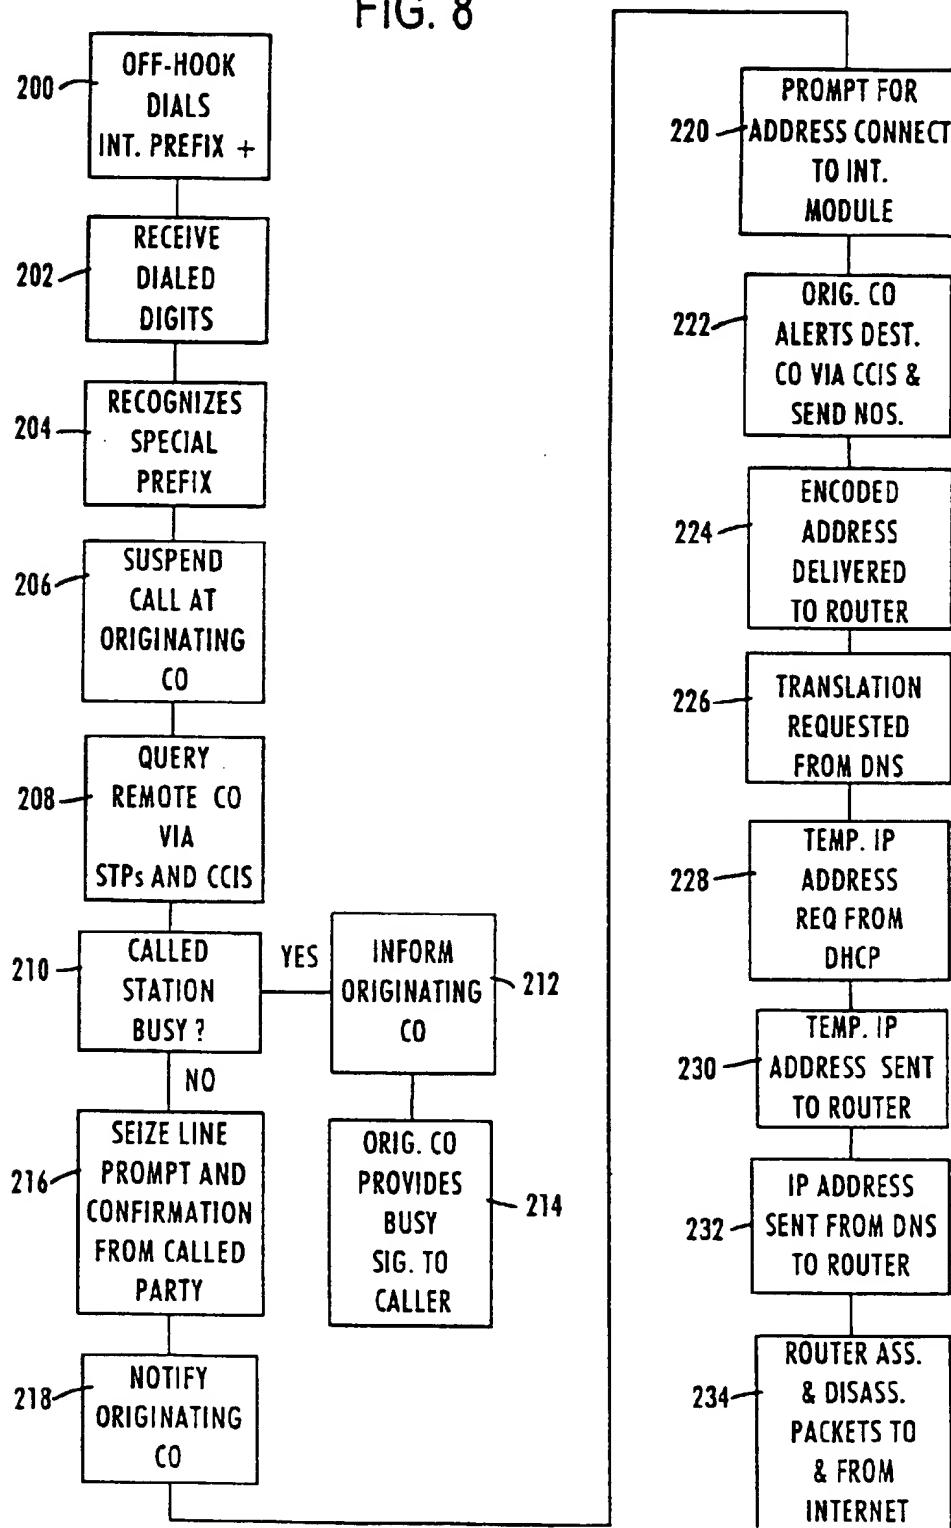 FIG. 8
200
OFF-HOOK
DIALS
INT. PREFIX +
202
RECEIVE
DIALED
DIGITS
204
RECOGNIZES
SPECIAL
PREFIX
206
SUSPEND
CALL AT
ORIGINATING
CO
208
QUERY
REMOTE CO
VIA
STPs AND CCIS
210
CALLED
STATION
BUSY ?
YES
NO
INFORM
ORIGINATING
CO
212
ORIG. CO
PROVIDES
BUSY
SIG. TO
CALLER
214
216
SEIZE LINE
PROMPT AND
CONFIRMATION
FROM CALLED
PARTY
218
NOTIFY
ORIGINATING
CO
220
PROMPT FOR
ADDRESS CONNECT
TO INT.
MODULE
222
ORIG. CO
ALERTS DEST.
CO VIA CCIS &
SEND NOS.
224
ENCODED
ADDRESS
DELIVERED
TO ROUTER
226
TRANSLATION
REQUESTED
FROM DNS
228
TEMP. IP
ADDRESS
REQ FROM
DHCP
230
TEMP. IP
ADDRESS SENT
TO ROUTER
232
IP ADDRESS
SENT FROM DNS
TO ROUTER
234
ROUTER ASS.
& DISASS.
PACKETS TO
& FROM
INTERNET